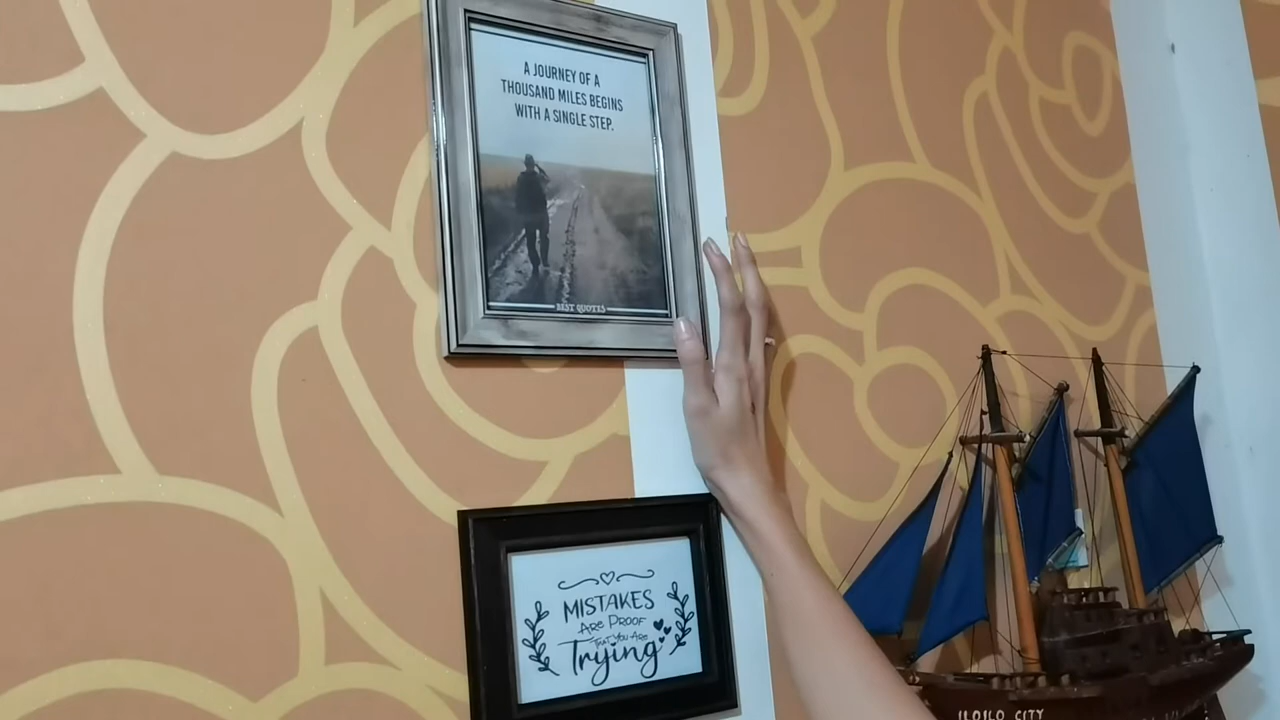 A JOURNEY OF A
THOUSAND MILES BEGINS
WITH A SINGLE STEP.
BEST QUOTES
MISTAKES
ARE PROOF
THAT YOU ARE
Trying
ILOILO CITY